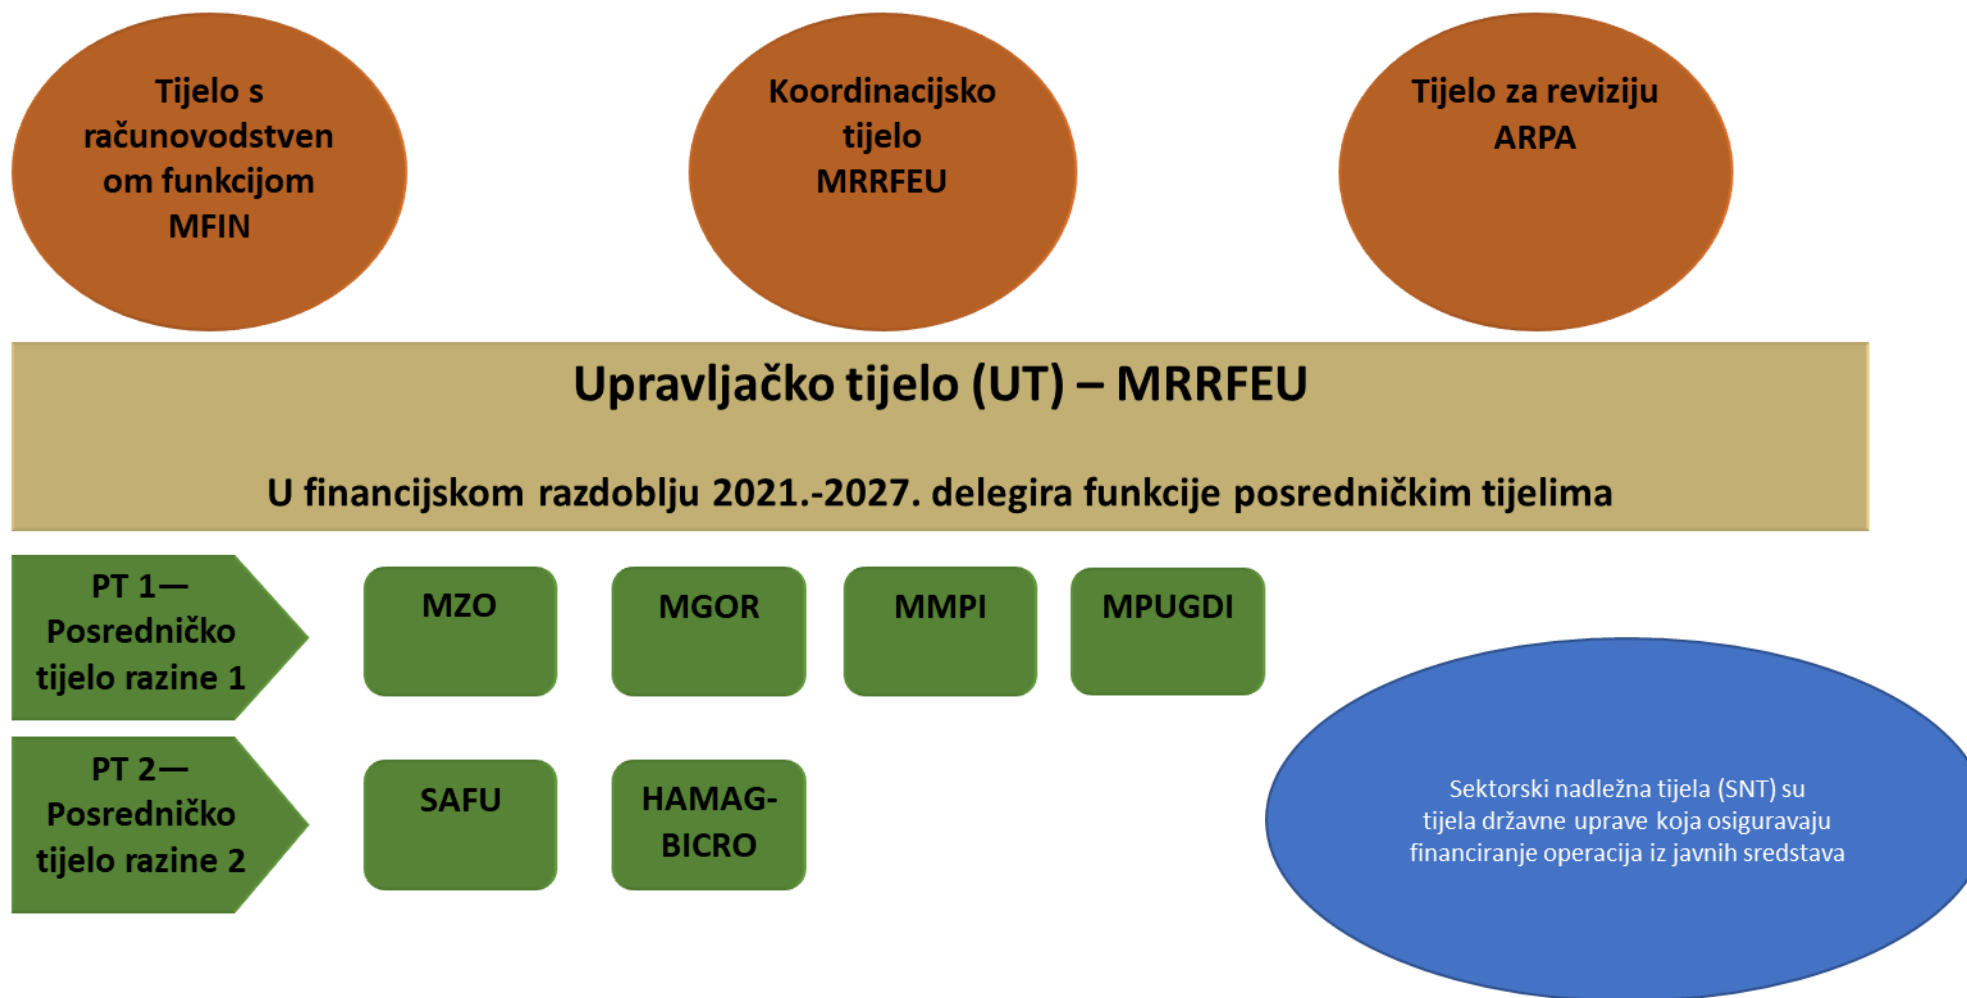 Tijelo s
računovodstven
om funkcijom
MFIN
Koordinacijsko
tijelo
MRRFEU
Tijelo za reviziju
ARPA
Upravljačko tijelo (UT) – MRRFEU
U financijskom razdoblju 2021.-2027. delegira funkcije posredničkim tijelima
PT 1—
Posredničko
tijelo razine 1
MZO
MGOR
MMPI
MPUGDI
PT 2—
Posredničko
tijelo razine 2
SAFU
HAMAG-
BICRO
Sektorski nadležna tijela (SNT) su
tijela državne uprave koja osiguravaju
financiranje operacija iz javnih sredstava